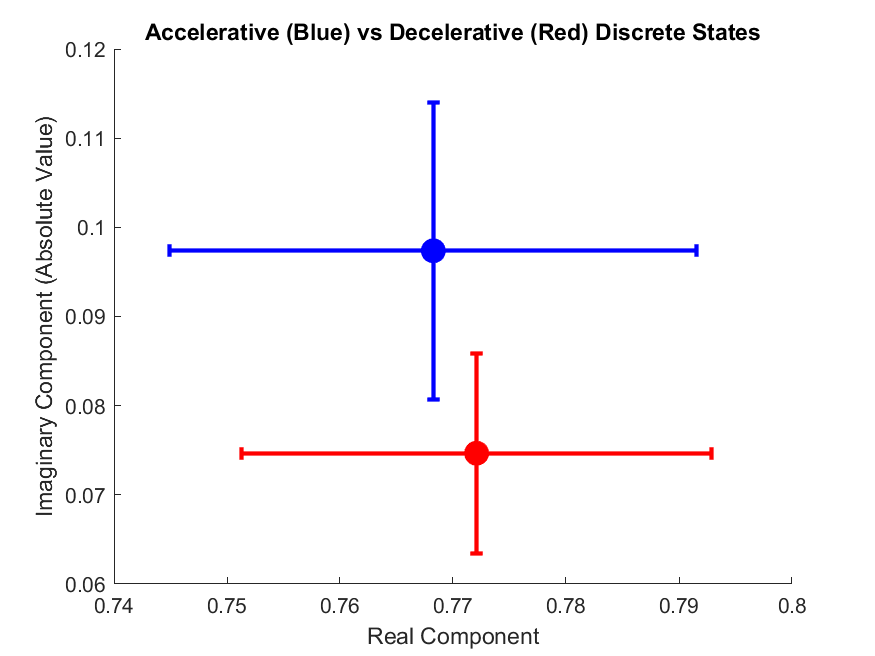 Accelerative (Blue) vs Decelerative (Red) Discrete States
0.12
0.11
0.1
0.09
0.08
0.07
0.06
Imaginary Component (Absolute Value)
0.74 0.75 0.76 0.77 0.78 0.79 0.8
Real Component